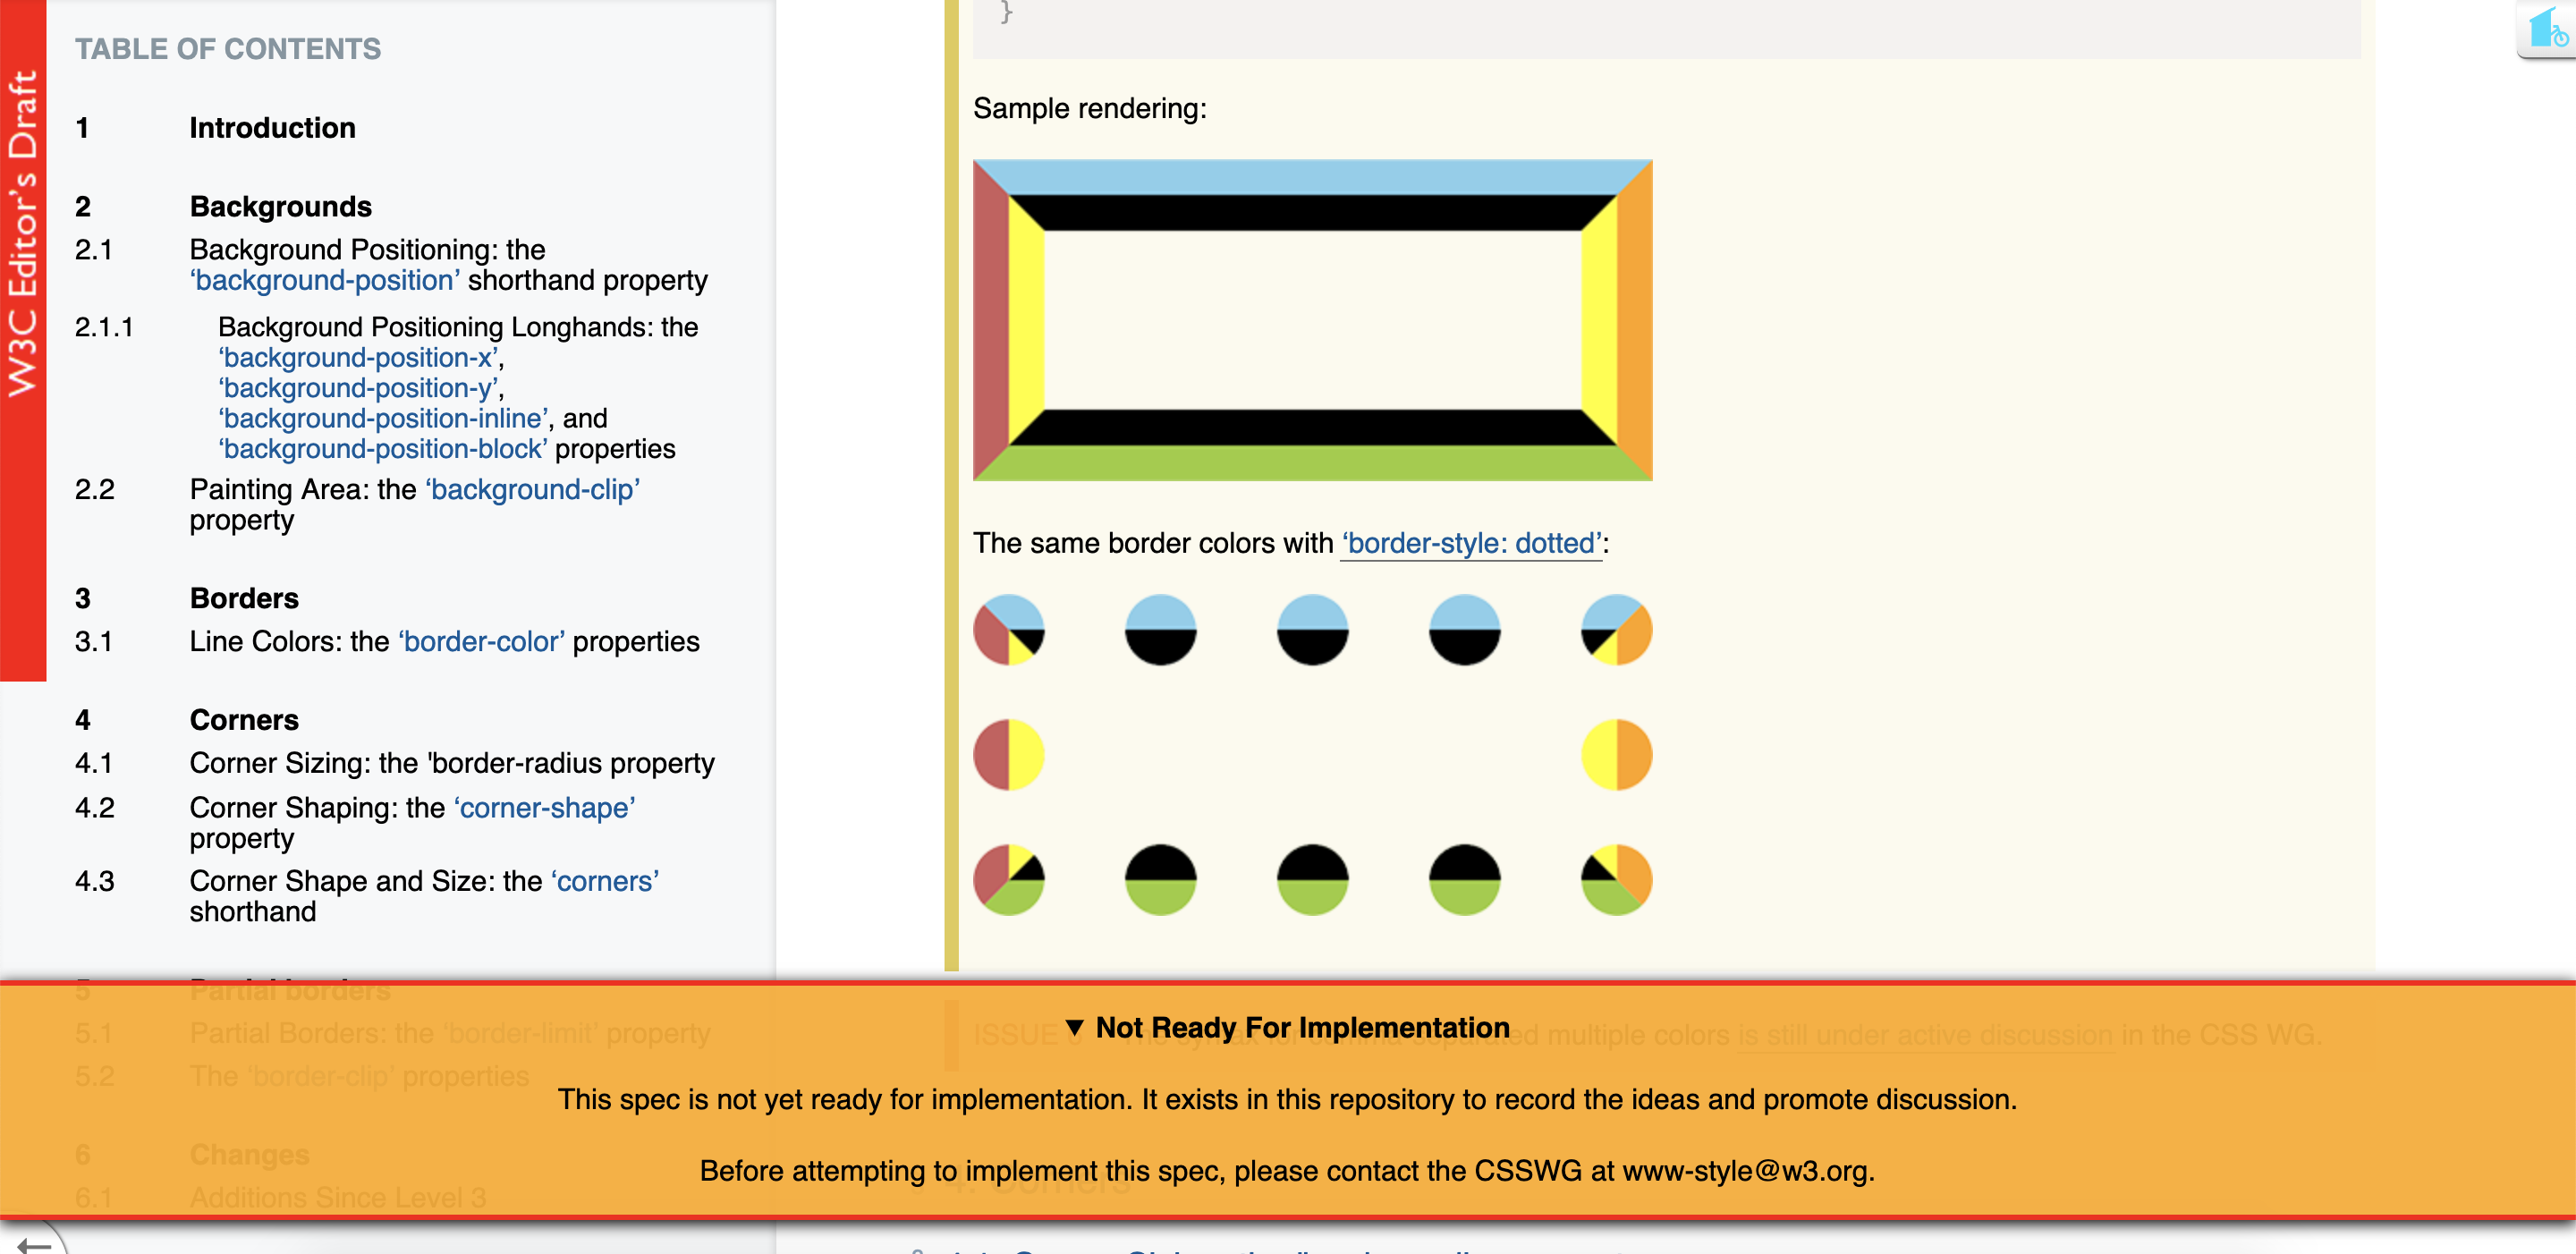 W3C Editor's Draft
TABLE OF CONTENTS
1 Introduction
2 Backgrounds
2.1 Background Positioning: the
‘background-position’ shorthand property
2.1.1 Background Positioning Longhands: the
‘background-position-x’,
‘background-position-y’,
‘background-position-inline’, and
‘background-position-block’ properties
2.2 Painting Area: the ‘background-clip’
property
3 Borders
3.1 Line Colors: the ‘border-color’ properties
4 Corners
4.1 Corner Sizing: the 'border-radius property
4.2 Corner Shaping: the ‘corner-shape’
property
4.3 Corner Shape and Size: the ‘corners’
shorthand
5 Partial borders
5.1 Partial Borders: the ‘border-limit’ property
5.2 The ‘border-clip’ properties
6 Changes
6.1 Additions Since Level 3
}
Sample rendering:
The same border colors with ‘border-style: dotted’:
ISSUE The syntax for comma-separated multiple colors is still under active discussion in the CSS WG.
▼ Not Ready For Implementation
This spec is not yet ready for implementation. It exists in this repository to record the ideas and promote discussion.
Before attempting to implement this spec, please contact the CSSWG at www-style@w3.org.
4. Corners